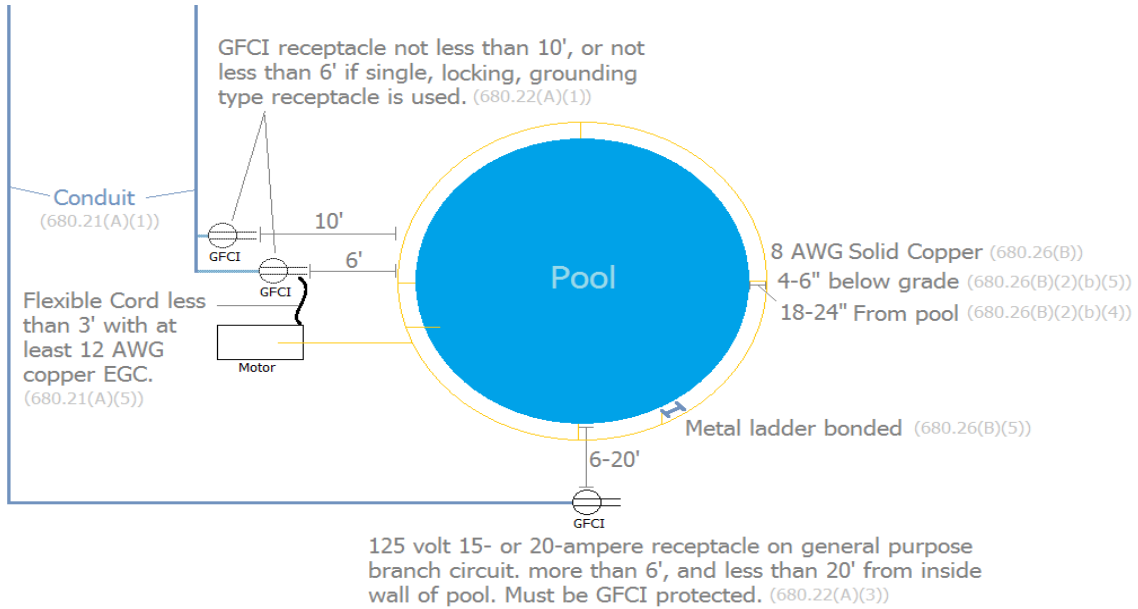 GFCI receptacle not less than 10', or not
less than 6' if single, locking, grounding
type receptacle is used. (680.22(A)(1))
Conduit
(680.21(A)(1))
10'
GFCI
6'
GFCI
Pool
8 AWG Solid Copper (680.26(B))
4-6" below grade (680.26(B)(2)(b)(5))
18-24" From pool (680.26(B)(2)(b)(4))
Flexible Cord less
than 3' with at
least 12 AWG
copper EGC.
(680.21(A)(5))
Motor
Metal ladder bonded (680.26(B)(5))
6-20'
GFCI
125 volt 15- or 20-ampere receptacle on general purpose
branch circuit. more than 6', and less than 20' from inside
wall of pool. Must be GFCI protected. (680.22(A)(3))